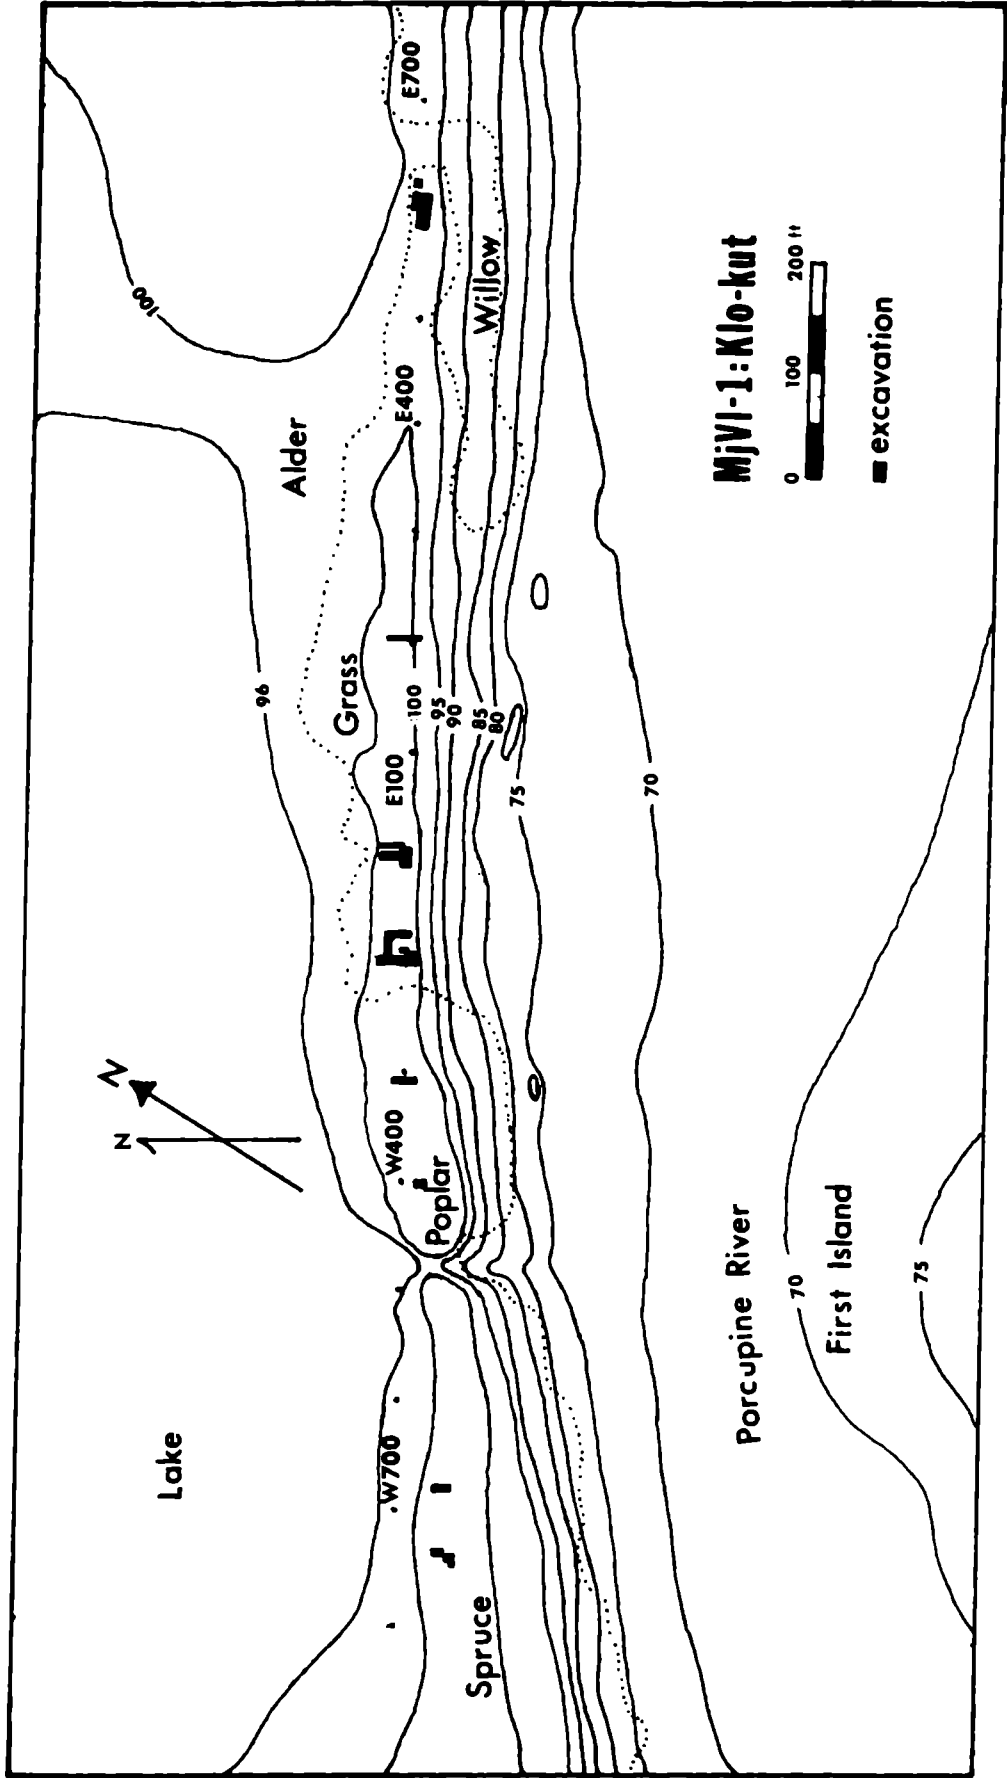 Lake
N
N
100
96
Alder
Grass
Willow
Poplar
Spruce
W700
W400
E100
E400
E700
100
95
90
85
80
75
70
Porcupine River
70
First Island
75
MjVl-1:Klo-kut
0 100 200 ft
excavation